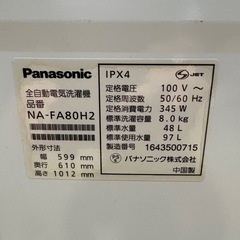 Panasonic
全自動電気洗濯機
品番
NA-FA80H2
外形寸法
幅 599 mm
奥行 610 mm
高さ 1012 mm
IPX4
JET
定格電圧 100 V~
定格周波数 50/60 Hz
定格消費電力 345 W
標準洗濯容量 8.0 kg
標準水量 48 L
標準使用水量 97 L
製造番号 1643500715
パナソニック株式会社
中国製